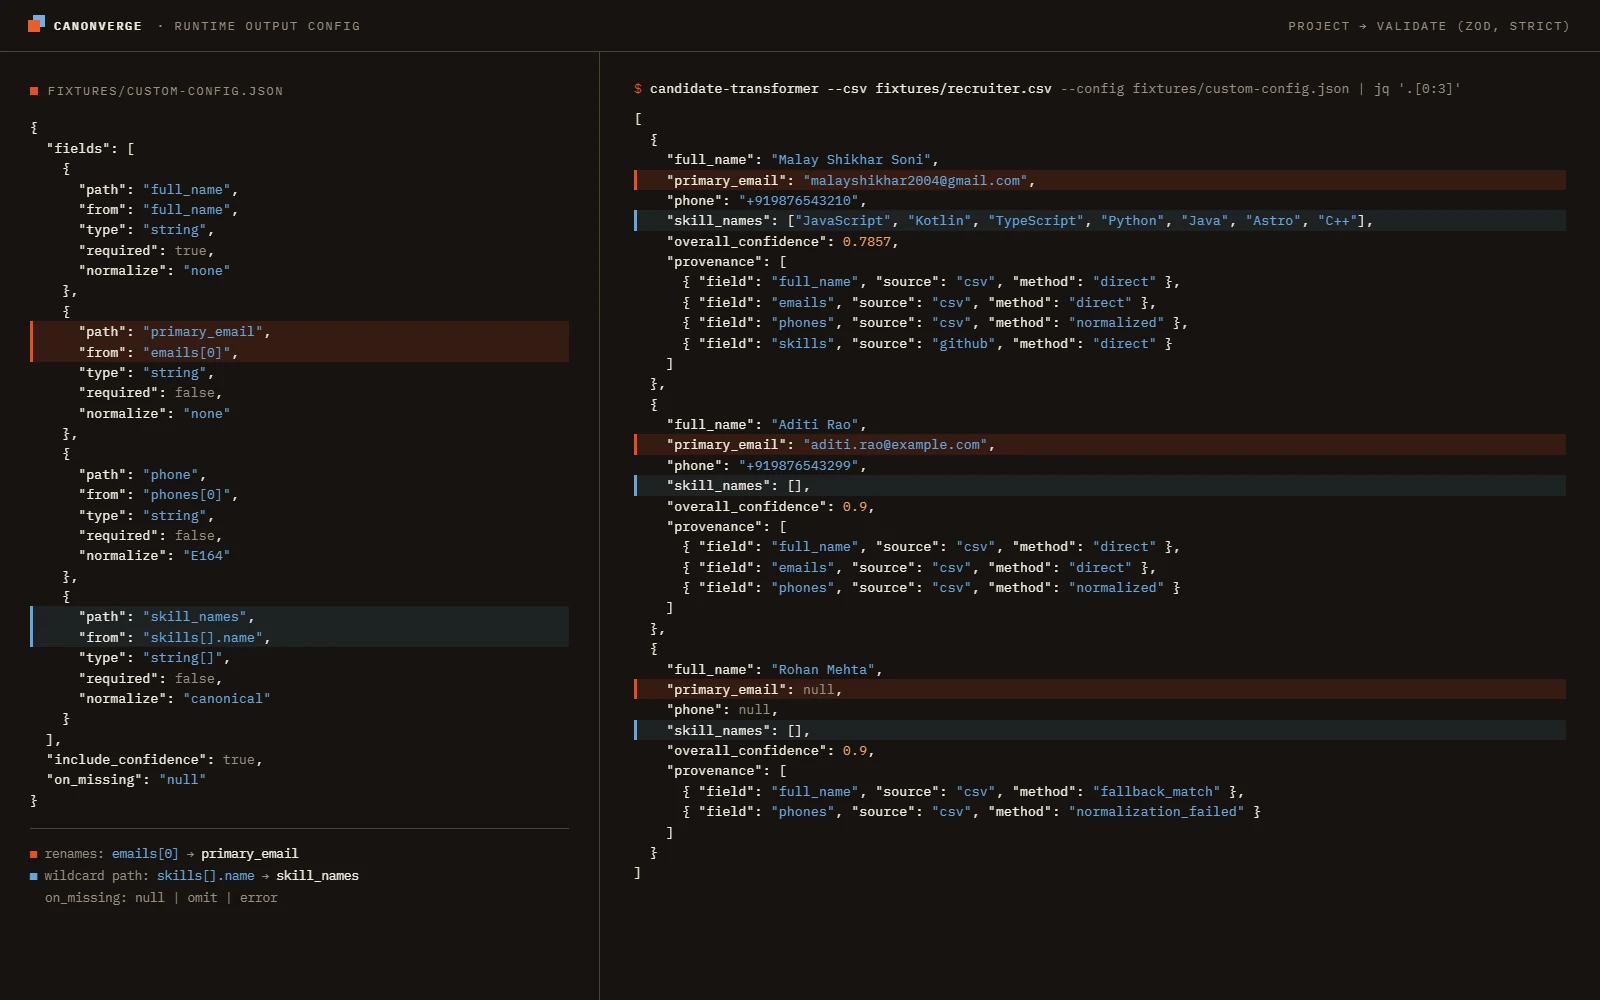 CANONVERGE · RUNTIME OUTPUT CONFIG
PROJECT → VALIDATE (ZOD, STRICT)
FIXTURES/CUSTOM-CONFIG.JSON
{
  "fields": [
    {
      "path": "full_name",
      "from": "full_name",
      "type": "string",
      "required": true,
      "normalize": "none"
    },
    {
      "path": "primary_email",
      "from": "emails[0]",
      "type": "string",
      "required": false,
      "normalize": "none"
    },
    {
      "path": "phone",
      "from": "phones[0]",
      "type": "string",
      "required": false,
      "normalize": "E164"
    },
    {
      "path": "skill_names",
      "from": "skills[].name",
      "type": "string[]",
      "required": false,
      "normalize": "canonical"
    }
  ],
  "include_confidence": true,
  "on_missing": "null"
}
renames: emails[0] → primary_email
wildcard path: skills[].name → skill_names
on_missing: null | omit | error
$ candidate-transformer --csv fixtures/recruiter.csv --config fixtures/custom-config.json | jq '.[0:3]'
[
  {
    "full_name": "Malay Shikhar Soni",
    "primary_email": "malayshikhar2004@gmail.com",
    "phone": "+919876543210",
    "skill_names": ["JavaScript", "Kotlin", "TypeScript", "Python", "Java", "Astro", "C++"],
    "overall_confidence": 0.7857,
    "provenance": [
      { "field": "full_name", "source": "csv", "method": "direct" },
      { "field": "emails", "source": "csv", "method": "direct" },
      { "field": "phones", "source": "csv", "method": "normalized" },
      { "field": "skills", "source": "github", "method": "direct" }
    ]
  },
  {
    "full_name": "Aditi Rao",
    "primary_email": "aditi.rao@example.com",
    "phone": "+919876543299",
    "skill_names": [],
    "overall_confidence": 0.9,
    "provenance": [
      { "field": "full_name", "source": "csv", "method": "direct" },
      { "field": "emails", "source": "csv", "method": "direct" },
      { "field": "phones", "source": "csv", "method": "normalized" }
    ]
  },
  {
    "full_name": "Rohan Mehta",
    "primary_email": null,
    "phone": null,
    "skill_names": [],
    "overall_confidence": 0.9,
    "provenance": [
      { "field": "full_name", "source": "csv", "method": "fallback_match" },
      { "field": "phones", "source": "csv", "method": "normalization_failed" }
    ]
  }
]